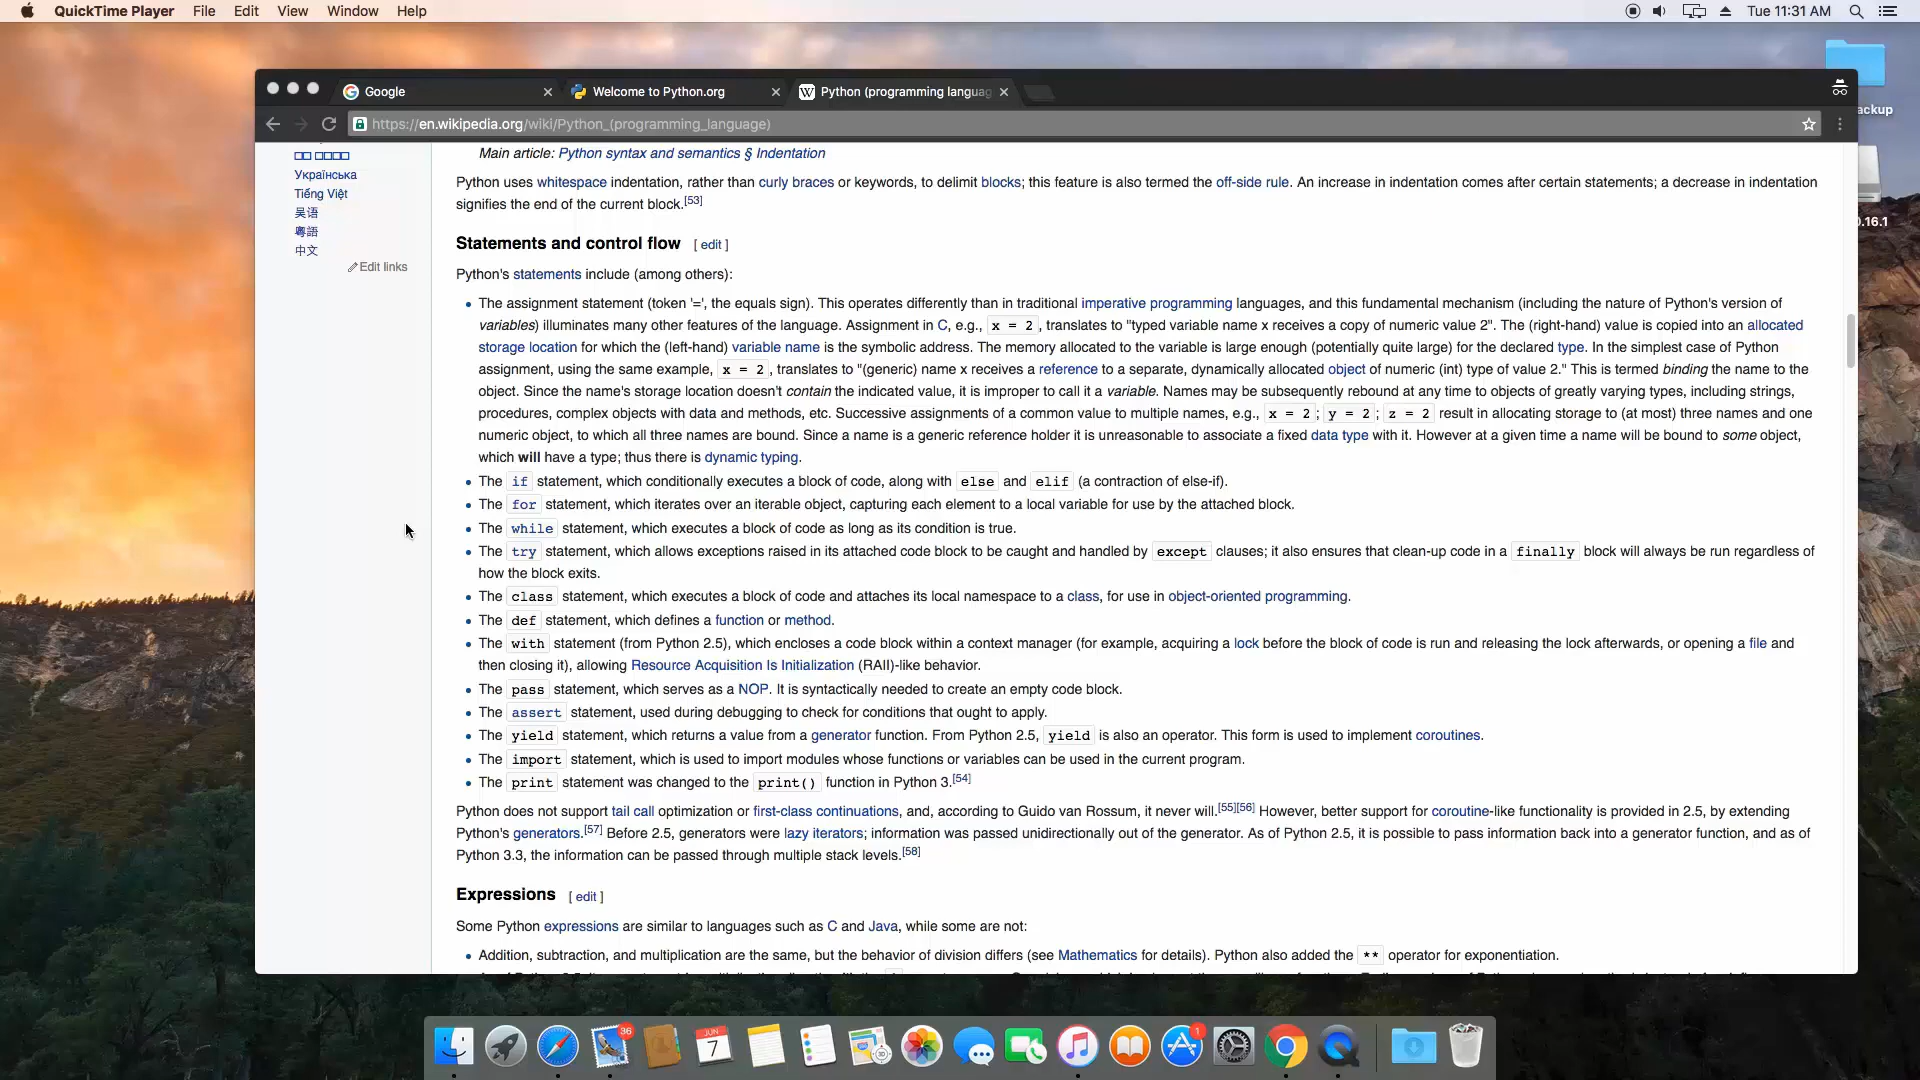 QuickTime Player File Edit View Window Help Tue 11:31 AM
ackup
0.16.1
Google
Welcome to Python.org
Python (programming languag
https://en.wikipedia.org/wiki/Python_(programming_language)
Українська
Tiếng Việt
吴语
粵語
中文
Edit links
Main article: Python syntax and semantics § Indentation
Python uses whitespace indentation, rather than curly braces or keywords, to delimit blocks; this feature is also termed the off-side rule. An increase in indentation comes after certain statements; a decrease in indentation
signifies the end of the current block.[53]
Statements and control flow [ edit ]
Python's statements include (among others):
The assignment statement (token '=', the equals sign). This operates differently than in traditional imperative programming languages, and this fundamental mechanism (including the nature of Python's version of
variables) illuminates many other features of the language. Assignment in C, e.g., x = 2 , translates to "typed variable name x receives a copy of numeric value 2". The (right-hand) value is copied into an allocated
storage location for which the (left-hand) variable name is the symbolic address. The memory allocated to the variable is large enough (potentially quite large) for the declared type. In the simplest case of Python
assignment, using the same example, x = 2 , translates to "(generic) name x receives a reference to a separate, dynamically allocated object of numeric (int) type of value 2." This is termed binding the name to the
object. Since the name's storage location doesn't contain the indicated value, it is improper to call it a variable. Names may be subsequently rebound at any time to objects of greatly varying types, including strings,
procedures, complex objects with data and methods, etc. Successive assignments of a common value to multiple names, e.g., x = 2 ; y = 2 ; z = 2 result in allocating storage to (at most) three names and one
numeric object, to which all three names are bound. Since a name is a generic reference holder it is unreasonable to associate a fixed data type with it. However at a given time a name will be bound to some object,
which will have a type; thus there is dynamic typing.
The if statement, which conditionally executes a block of code, along with else and elif (a contraction of else-if).
The for statement, which iterates over an iterable object, capturing each element to a local variable for use by the attached block.
The while statement, which executes a block of code as long as its condition is true.
The try statement, which allows exceptions raised in its attached code block to be caught and handled by except clauses; it also ensures that clean-up code in a finally block will always be run regardless of
how the block exits.
The class statement, which executes a block of code and attaches its local namespace to a class, for use in object-oriented programming.
The def statement, which defines a function or method.
The with statement (from Python 2.5), which encloses a code block within a context manager (for example, acquiring a lock before the block of code is run and releasing the lock afterwards, or opening a file and
then closing it), allowing Resource Acquisition Is Initialization (RAII)-like behavior.
The pass statement, which serves as a NOP. It is syntactically needed to create an empty code block.
The assert statement, used during debugging to check for conditions that ought to apply.
The yield statement, which returns a value from a generator function. From Python 2.5, yield is also an operator. This form is used to implement coroutines.
The import statement, which is used to import modules whose functions or variables can be used in the current program.
The print statement was changed to the print() function in Python 3.[54]
Python does not support tail call optimization or first-class continuations, and, according to Guido van Rossum, it never will.[55][56] However, better support for coroutine-like functionality is provided in 2.5, by extending
Python's generators.[57] Before 2.5, generators were lazy iterators; information was passed unidirectionally out of the generator. As of Python 2.5, it is possible to pass information back into a generator function, and as of
Python 3.3, the information can be passed through multiple stack levels.[58]
Expressions [ edit ]
Some Python expressions are similar to languages such as C and Java, while some are not:
Addition, subtraction, and multiplication are the same, but the behavior of division differs (see Mathematics for details). Python also added the ** operator for exponentiation.
36
JUN
7
1